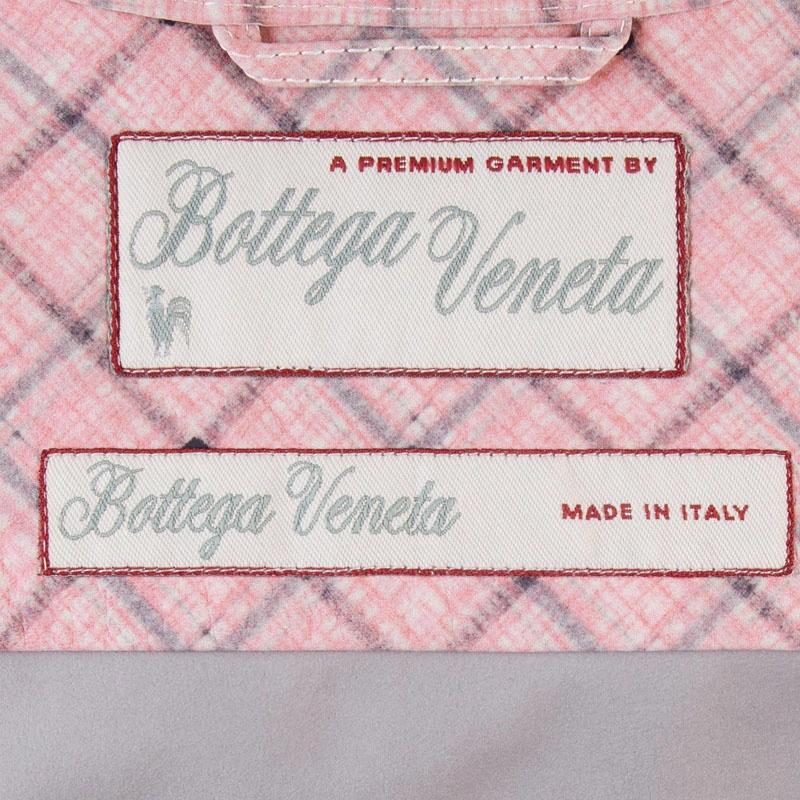 A PREMIUM GARMENT BY
Bottega Veneta
Bottega Veneta MADE IN ITALY